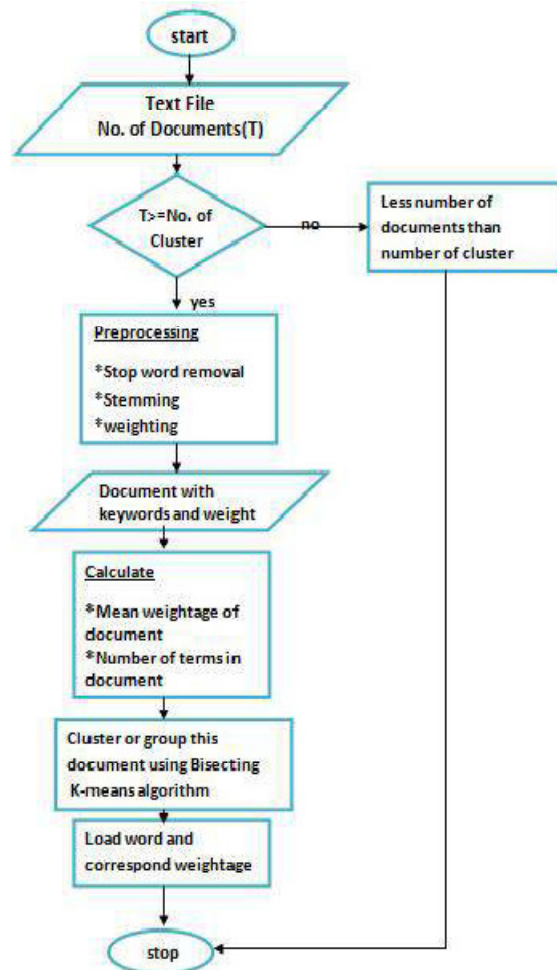 start
Text File
No. of Documents(T)
T>=No. of
Cluster
no
Less number of
documents than
number of cluster
yes
Preprocessing
*Stop word removal
*Stemming
*weighting
Document with
keywords and weight
Calculate
*Mean weightage of
document
*Number of terms in
document
Cluster or group this
document using Bisecting
K-means algorithm
Load word and
correspond weightage
stop